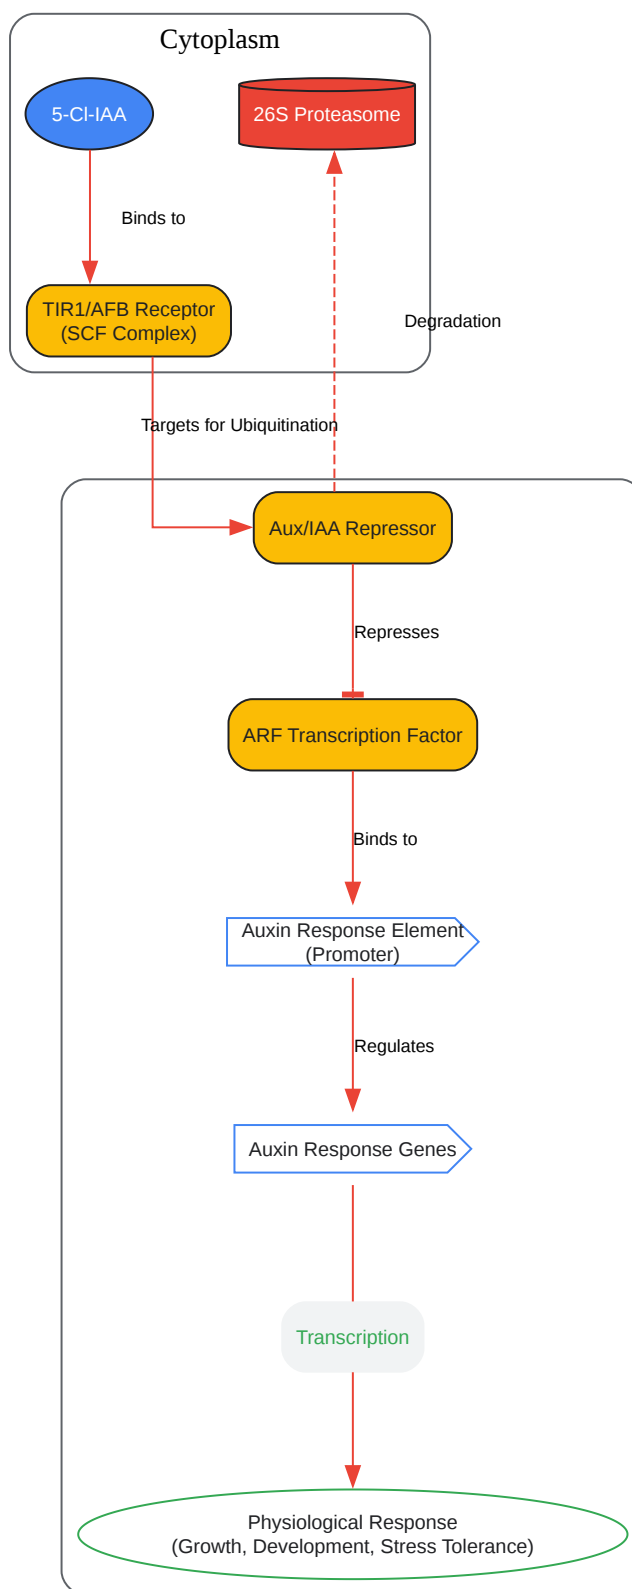 Cytoplasm
5-Cl-IAA
26S Proteasome
Binds to
TIR1/AFB Receptor
(SCF Complex)
Degradation
Targets for Ubiquitination
Aux/IAA Repressor
Represses
ARF Transcription Factor
Binds to
Auxin Response Element
(Promoter)
Regulates
Auxin Response Genes
Transcription
Physiological Response
(Growth, Development, Stress Tolerance)